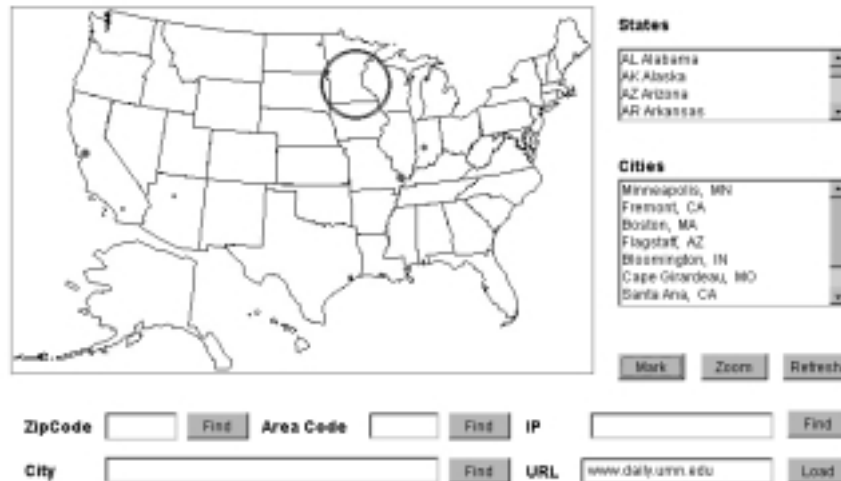 States
AL Alabama
AK Alaska
AZ Arizona
AR Arkansas
Cities
Minneapolis, MN
Fremont, CA
Boston, MA
Flagstaff, AZ
Bloomington, IN
Cape Girardeau, MO
Santa Ana, CA
Mark Zoom Refresh
ZipCode Find Area Code Find IP Find
City Find URL www.daily.umn.edu Load